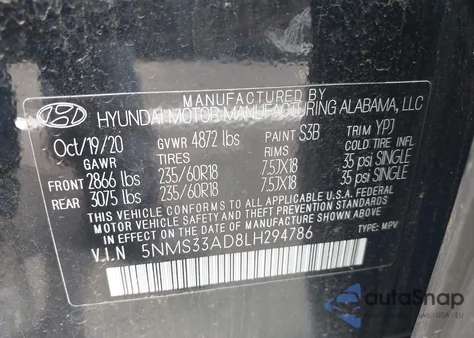 MANUFACTURED BY
HYUNDAI MOTOR MANUFACTURING ALABAMA, LLC
Oct/19/20 GVWR 4872 lbs PAINT S3B TRIM YPJ
GAWR TIRES RIMS COLD TIRE INFL
FRONT 2866 lbs 235/60R18 7.5JX18 35 psi SINGLE
REAR 3075 lbs 235/60R18 7.5JX18 35 psi SINGLE
THIS VEHICLE CONFORMS TO ALL APPLICABLE U.S.A. FEDERAL
MOTOR VEHICLE SAFETY AND THEFT PREVENTION STANDARDS
IN EFFECT ON THE DATE OF MANUFACTURE SHOWN ABOVE.
V.I.N 5NMS33AD8LH294786 TYPE: MPV
autoSnap